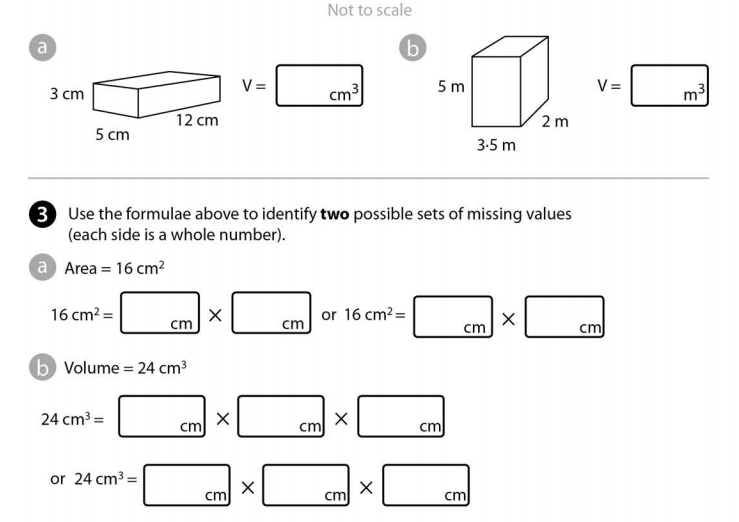 Not to scale
a
3 cm
5 cm
12 cm
V =
cm³
b
5 m
3·5 m
2 m
V =
m³
3 Use the formulae above to identify two possible sets of missing values
(each side is a whole number).
a Area = 16 cm²
16 cm² = cm × cm or 16 cm² = cm × cm
b Volume = 24 cm³
24 cm³ = cm × cm × cm
or 24 cm³ = cm × cm × cm